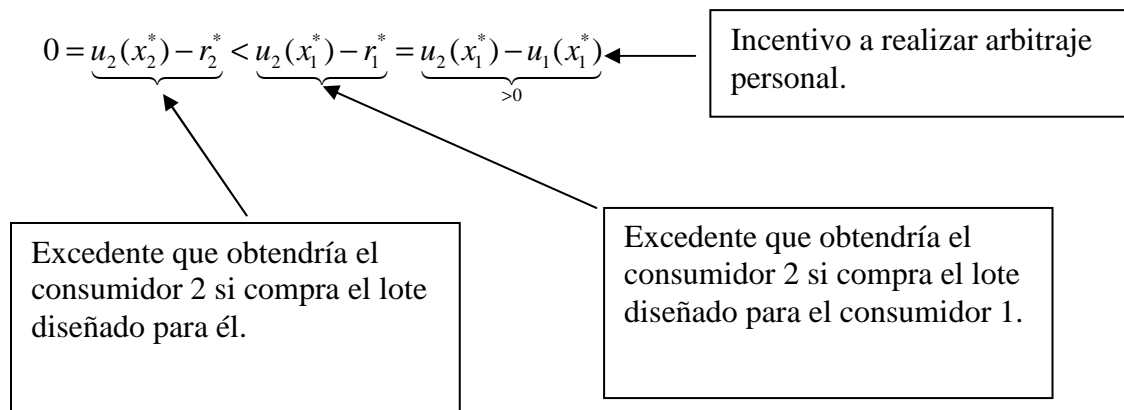 0 = u₂(x₂*) − r₂* < u₂(x₁*) − r₁* = u₂(x₁*) − u₁(x₁*)
>0
Incentivo a realizar arbitraje
personal.
Excedente que obtendría el
consumidor 2 si compra el lote
diseñado para él.
Excedente que obtendría el
consumidor 2 si compra el lote
diseñado para el consumidor 1.